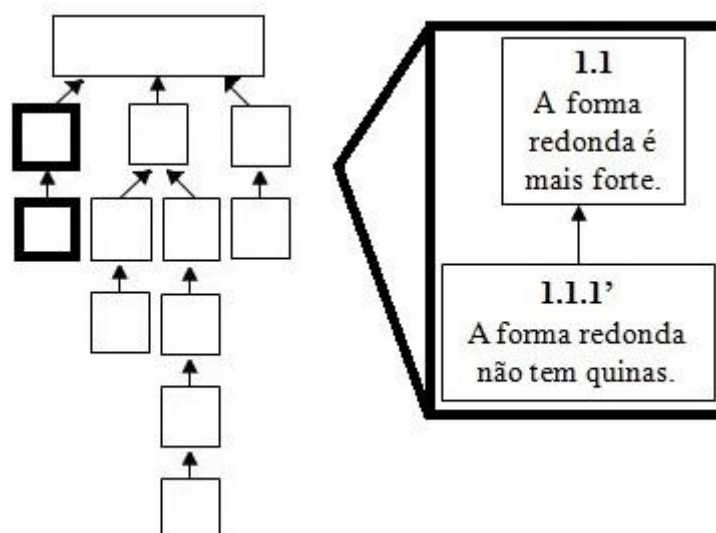 1.1
A forma
redonda é
mais forte.
1.1.1’
A forma redonda
não tem quinas.